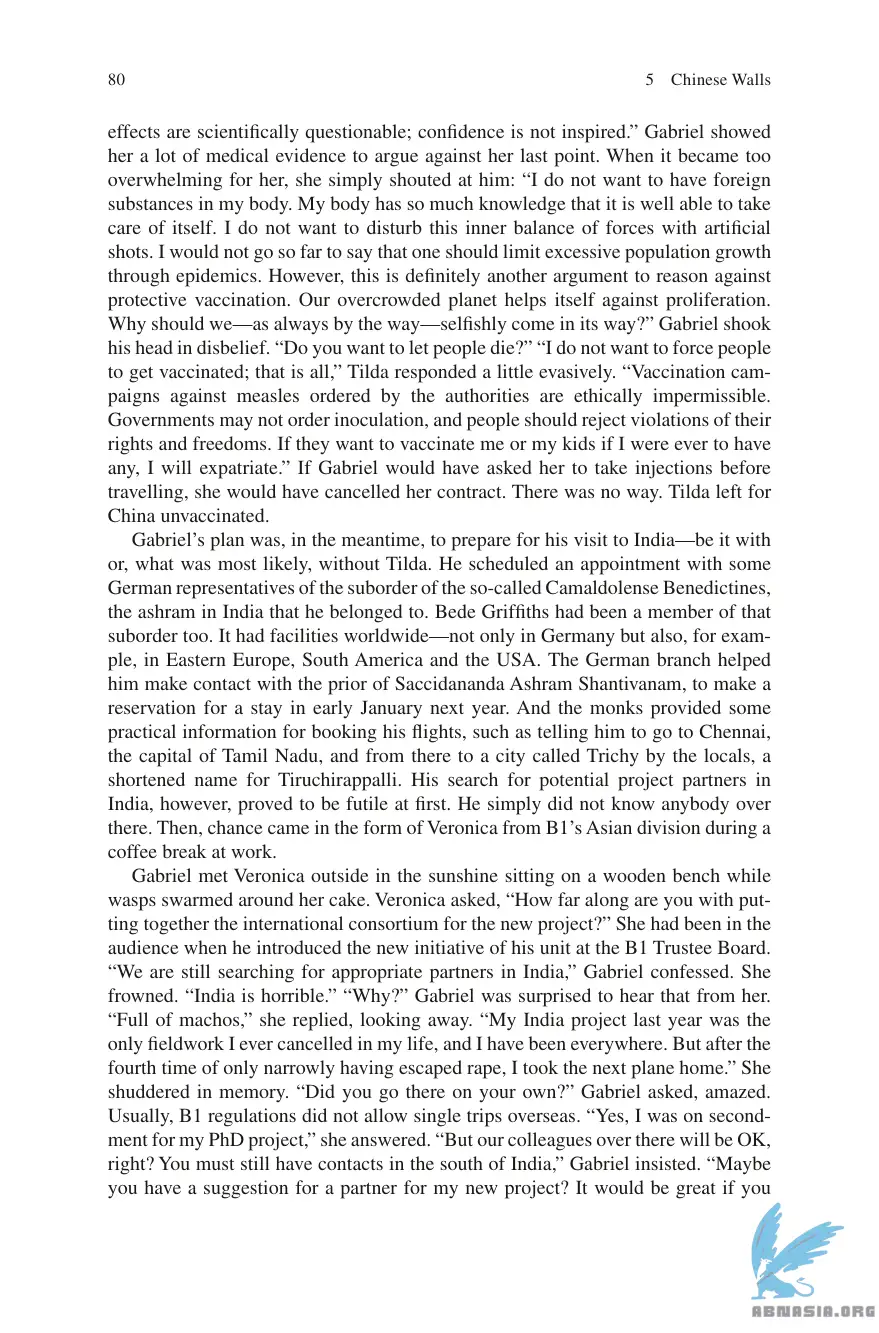 80 5 Chinese Walls
effects are scientifically questionable; confidence is not inspired.” Gabriel showed
her a lot of medical evidence to argue against her last point. When it became too
overwhelming for her, she simply shouted at him: “I do not want to have foreign
substances in my body. My body has so much knowledge that it is well able to take
care of itself. I do not want to disturb this inner balance of forces with artificial
shots. I would not go so far to say that one should limit excessive population growth
through epidemics. However, this is definitely another argument to reason against
protective vaccination. Our overcrowded planet helps itself against proliferation.
Why should we—as always by the way—selfishly come in its way?” Gabriel shook
his head in disbelief. “Do you want to let people die?” “I do not want to force people
to get vaccinated; that is all,” Tilda responded a little evasively. “Vaccination cam-
paigns against measles ordered by the authorities are ethically impermissible.
Governments may not order inoculation, and people should reject violations of their
rights and freedoms. If they want to vaccinate me or my kids if I were ever to have
any, I will expatriate.” If Gabriel would have asked her to take injections before
travelling, she would have cancelled her contract. There was no way. Tilda left for
China unvaccinated.
Gabriel’s plan was, in the meantime, to prepare for his visit to India—be it with
or, what was most likely, without Tilda. He scheduled an appointment with some
German representatives of the suborder of the so-called Camaldolense Benedictines,
the ashram in India that he belonged to. Bede Griffiths had been a member of that
suborder too. It had facilities worldwide—not only in Germany but also, for exam-
ple, in Eastern Europe, South America and the USA. The German branch helped
him make contact with the prior of Saccidananda Ashram Shantivanam, to make a
reservation for a stay in early January next year. And the monks provided some
practical information for booking his flights, such as telling him to go to Chennai,
the capital of Tamil Nadu, and from there to a city called Trichy by the locals, a
shortened name for Tiruchirappalli. His search for potential project partners in
India, however, proved to be futile at first. He simply did not know anybody over
there. Then, chance came in the form of Veronica from B1’s Asian division during a
coffee break at work.
Gabriel met Veronica outside in the sunshine sitting on a wooden bench while
wasps swarmed around her cake. Veronica asked, “How far along are you with put-
ting together the international consortium for the new project?” She had been in the
audience when he introduced the new initiative of his unit at the B1 Trustee Board.
“We are still searching for appropriate partners in India,” Gabriel confessed. She
frowned. “India is horrible.” “Why?” Gabriel was surprised to hear that from her.
“Full of machos,” she replied, looking away. “My India project last year was the
only fieldwork I ever cancelled in my life, and I have been everywhere. But after the
fourth time of only narrowly having escaped rape, I took the next plane home.” She
shuddered in memory. “Did you go there on your own?” Gabriel asked, amazed.
Usually, B1 regulations did not allow single trips overseas. “Yes, I was on second-
ment for my PhD project,” she answered. “But our colleagues over there will be OK,
right? You must still have contacts in the south of India,” Gabriel insisted. “Maybe
you have a suggestion for a partner for my new project? It would be great if you
ABNASIA.ORG